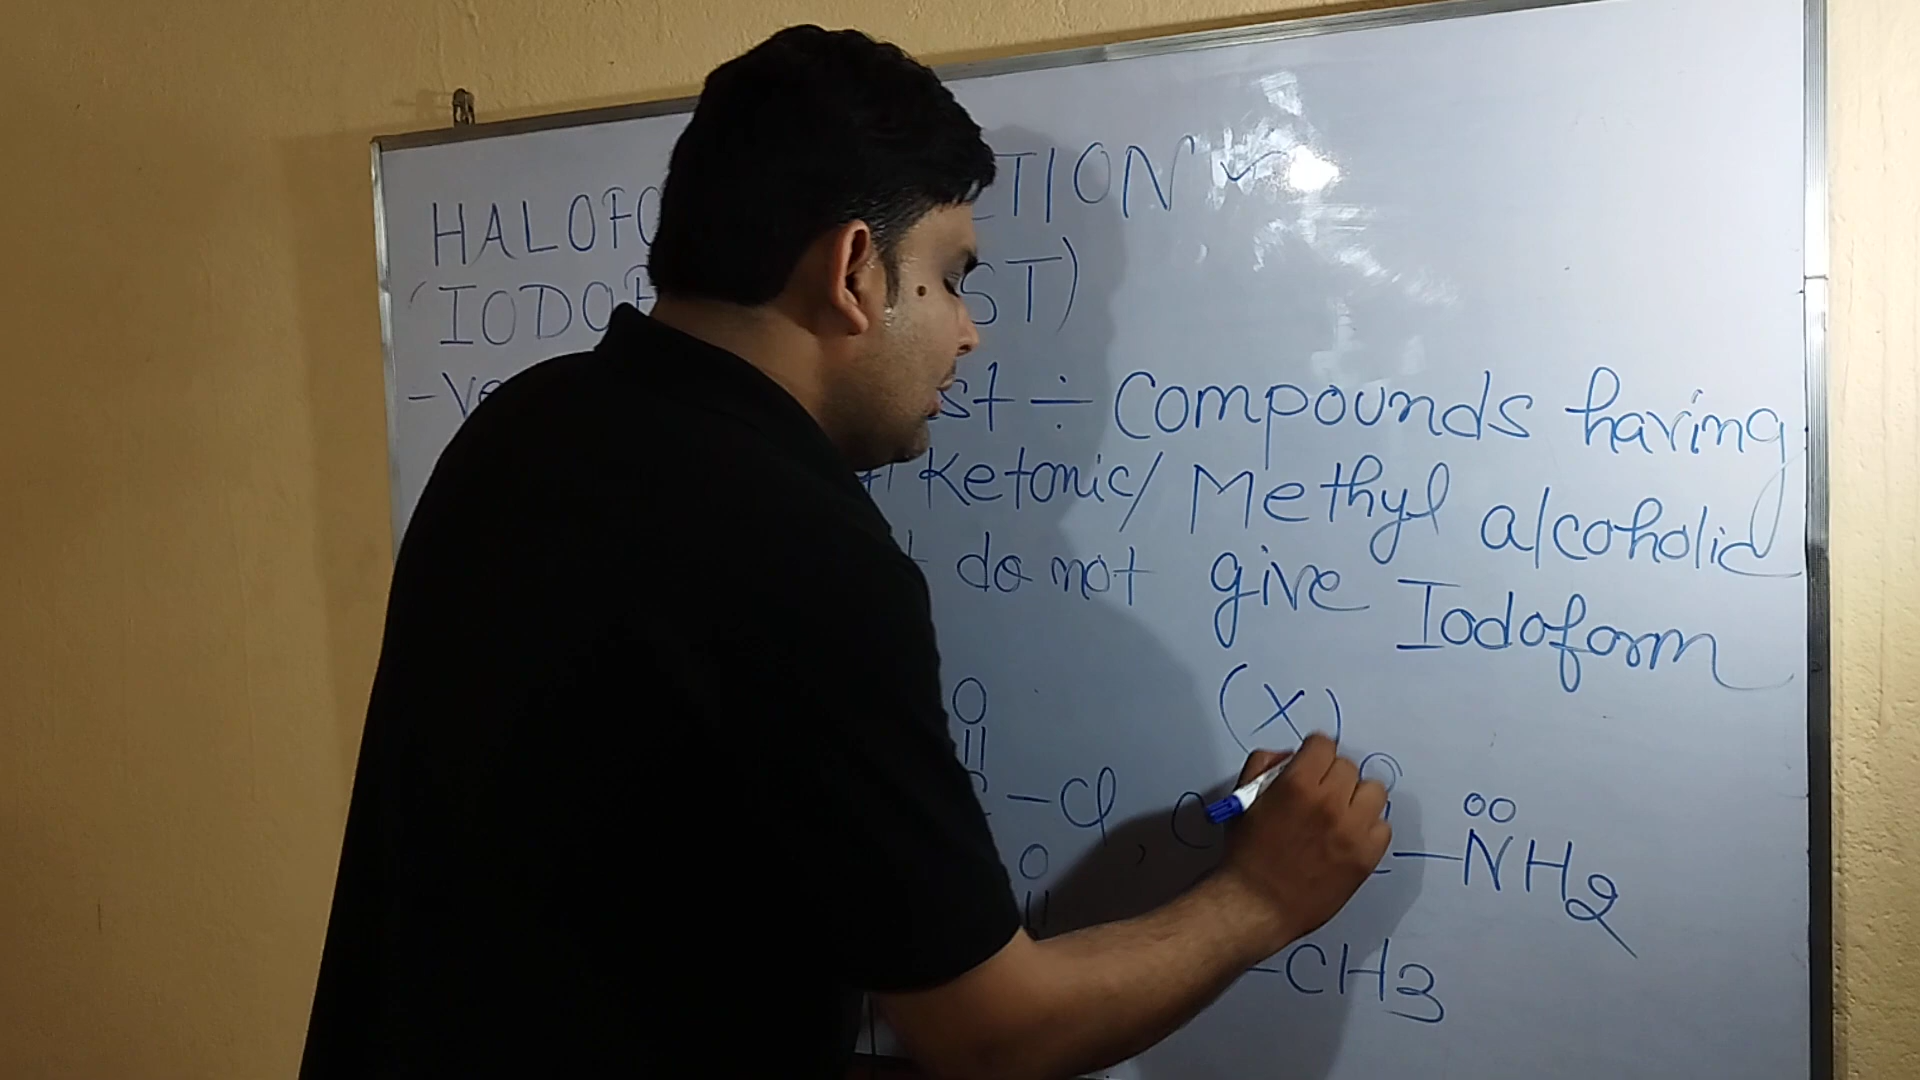 HALOFO TION
(IODOF ST)
-Ve st ÷ Compounds having
Ketonic/ Methyl alcoholic
do not give Iodoform
O (X)
-Cl , C - NH2
O
-CH3